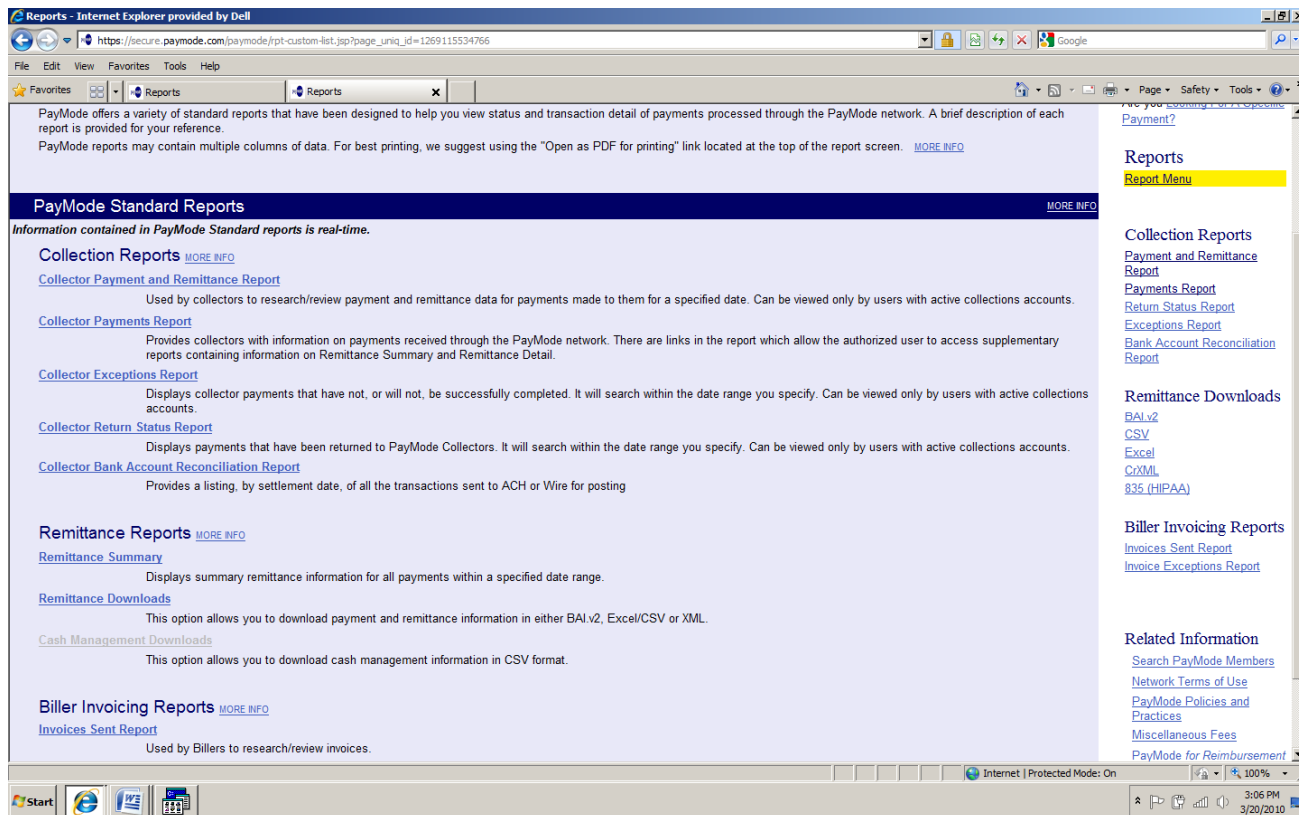 Reports - Internet Explorer provided by Dell
https://secure.paymode.com/paymode/rpt-custom-list.jsp?page_uniq_id=1269115534766
Google
File Edit View Favorites Tools Help
Favorites
Reports
Reports
Page Safety Tools
PayMode offers a variety of standard reports that have been designed to help you view status and transaction detail of payments processed through the PayMode network. A brief description of each
report is provided for your reference.
PayMode reports may contain multiple columns of data. For best printing, we suggest using the "Open as PDF for printing" link located at the top of the report screen. MORE INFO
PayMode Standard Reports
MORE INFO
Information contained in PayMode Standard reports is real-time.
Collection Reports MORE INFO
Collector Payment and Remittance Report
Used by collectors to research/review payment and remittance data for payments made to them for a specified date. Can be viewed only by users with active collections accounts.
Collector Payments Report
Provides collectors with information on payments received through the PayMode network. There are links in the report which allow the authorized user to access supplementary
reports containing information on Remittance Summary and Remittance Detail.
Collector Exceptions Report
Displays collector payments that have not, or will not, be successfully completed. It will search within the date range you specify. Can be viewed only by users with active collections
accounts.
Collector Return Status Report
Displays payments that have been returned to PayMode Collectors. It will search within the date range you specify. Can be viewed only by users with active collections accounts.
Collector Bank Account Reconciliation Report
Provides a listing, by settlement date, of all the transactions sent to ACH or Wire for posting
Remittance Reports MORE INFO
Remittance Summary
Displays summary remittance information for all payments within a specified date range.
Remittance Downloads
This option allows you to download payment and remittance information in either BAI.v2, Excel/CSV or XML.
Cash Management Downloads
This option allows you to download cash management information in CSV format.
Biller Invoicing Reports MORE INFO
Invoices Sent Report
Used by Billers to research/review invoices.
Are you Looking For A Specific
Payment?
Reports
Report Menu
Collection Reports
Payment and Remittance
Report
Payments Report
Return Status Report
Exceptions Report
Bank Account Reconciliation
Report
Remittance Downloads
BAI.v2
CSV
Excel
CrXML
835 (HIPAA)
Biller Invoicing Reports
Invoices Sent Report
Invoice Exceptions Report
Related Information
Search PayMode Members
Network Terms of Use
PayMode Policies and
Practices
Miscellaneous Fees
PayMode for Reimbursement
Internet | Protected Mode: On
100%
Start
3:06 PM
3/20/2010